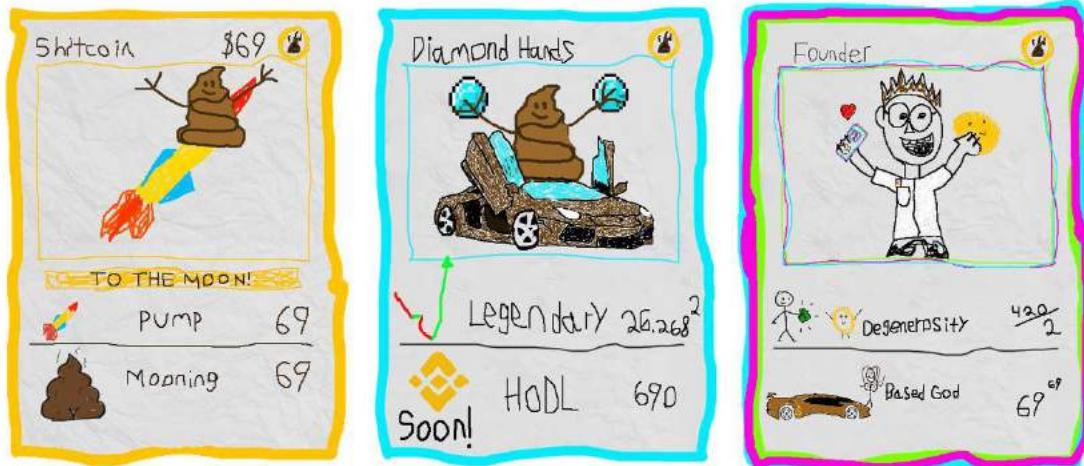 Shitcoin $69
TO THE MOON!
PUMP 69
Mooning 69
Diamond Hands
Legendary 26.268²
HODL 690
Soon!
Founder
Degenerosity 420/2
Based God 69⁶⁹